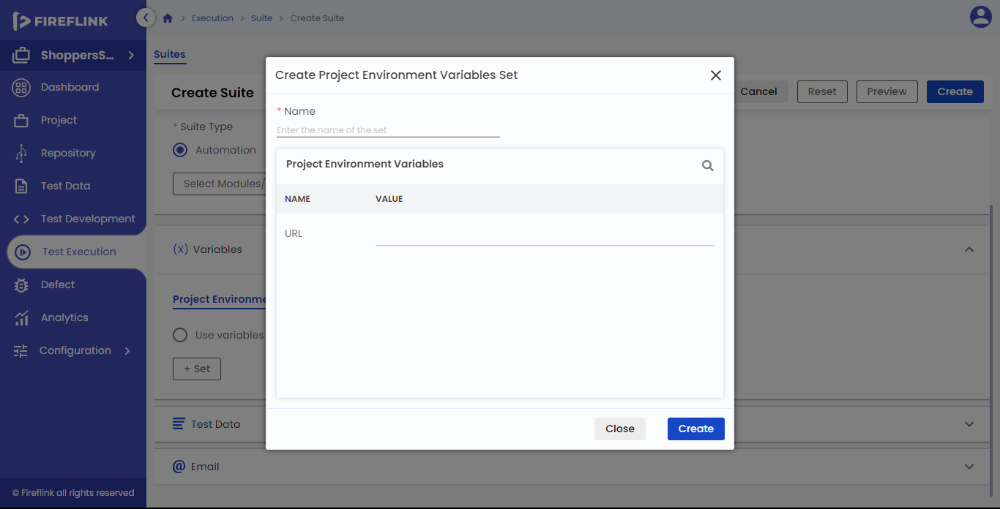 FIREFLINK
Execution Suite Create Suite
ShoppersS...
Dashboard
Project
Repository
Test Data
Test Development
Test Execution
Defect
Analytics
Configuration
© Fireflink all rights reserved
Suites
Create Suite
Cancel Reset Preview Create
* Suite Type
Automation
Select Modules/
(X) Variables
Project Environme
Use variables
+ Set
Test Data
@ Email
Create Project Environment Variables Set
* Name
Enter the name of the set
Project Environment Variables
NAME VALUE
URL
Close Create